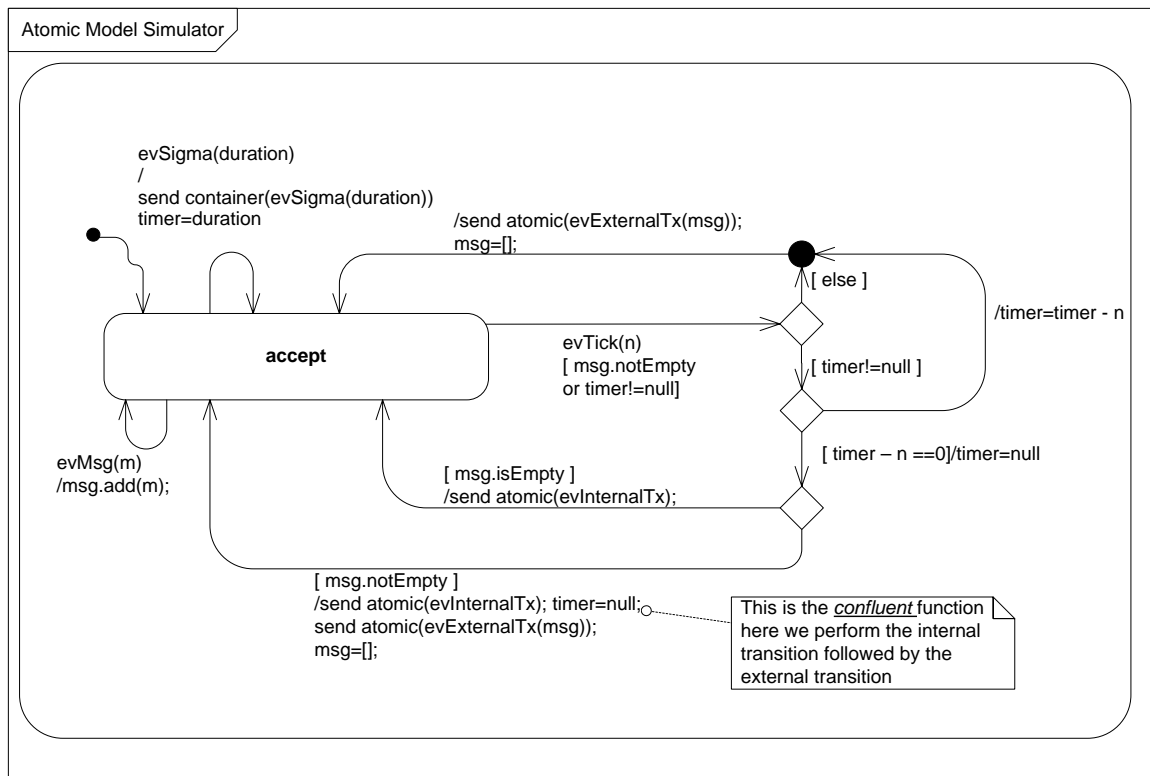 Atomic Model Simulator
evSigma(duration)
/
send container(evSigma(duration))
timer=duration
/send atomic(evExternalTx(msg));
msg=[];
[ else ]
/timer=timer - n
accept
evTick(n)
[ msg.notEmpty
or timer!=null]
[ timer!=null ]
evMsg(m)
/msg.add(m);
[ timer – n ==0]/timer=null
[ msg.isEmpty ]
/send atomic(evInternalTx);
[ msg.notEmpty ]
/send atomic(evInternalTx); timer=null;
send atomic(evExternalTx(msg));
msg=[];
This is the confluent function
here we perform the internal
transition followed by the
external transition